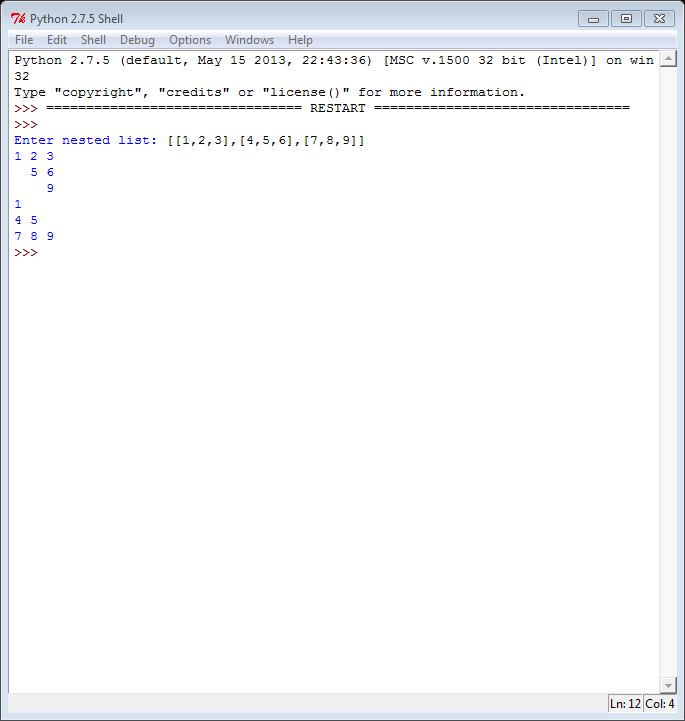 Python 2.7.5 Shell
File Edit Shell Debug Options Windows Help
Python 2.7.5 (default, May 15 2013, 22:43:36) [MSC v.1500 32 bit (Intel)] on win
32
Type "copyright", "credits" or "license()" for more information.
>>> ================================ RESTART ================================
>>>
Enter nested list: [[1,2,3],[4,5,6],[7,8,9]]
1 2 3
  5 6
    9
1
4 5
7 8 9
>>>
Ln: 12 Col: 4